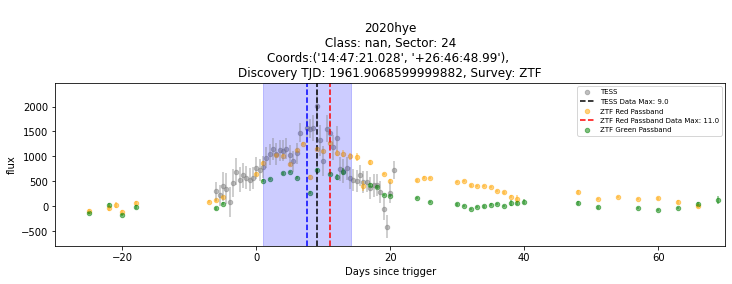 2020hye
Class: nan, Sector: 24
Coords:('14:47:21.028', '+26:46:48.99'),
Discovery TJD: 1961.9068599999882, Survey: ZTF
TESS
TESS Data Max: 9.0
ZTF Red Passband
ZTF Red Passband Data Max: 11.0
ZTF Green Passband
flux
2000
1500
1000
500
0
−500
−20
0
20
40
60
Days since trigger